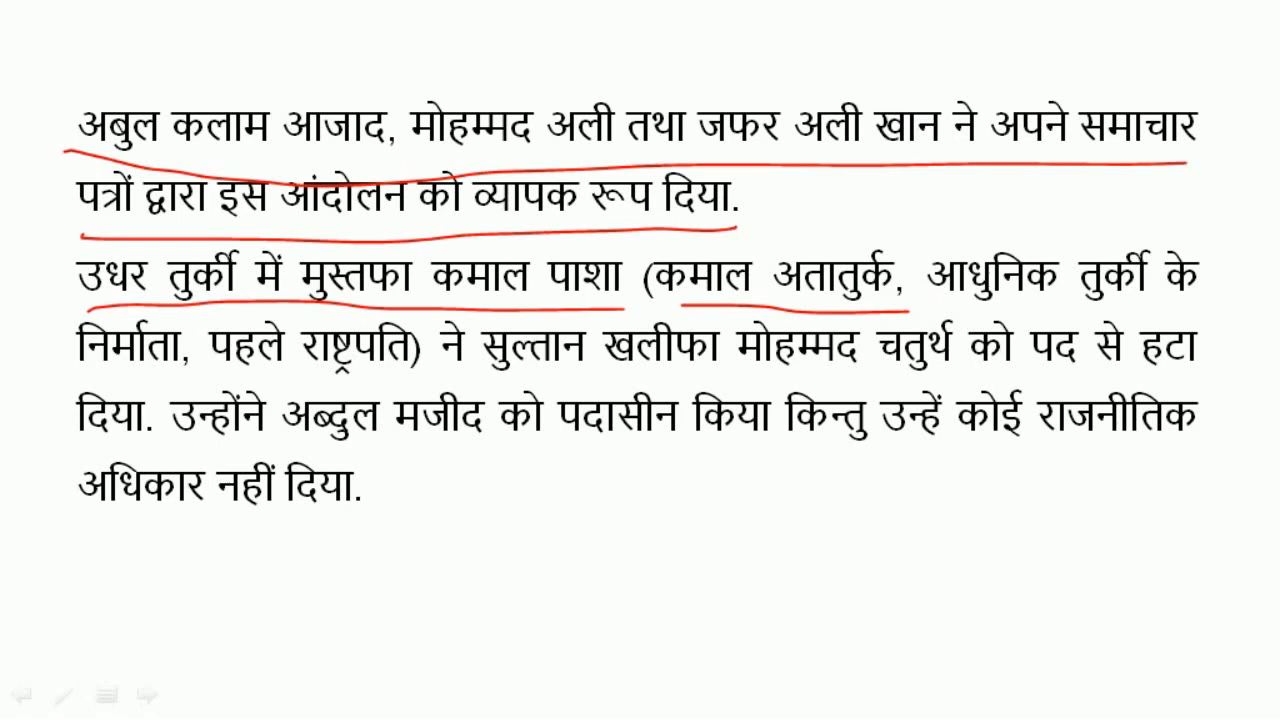 अबुल कलाम आजाद, मोहम्मद अली तथा जफर अली खान ने अपने समाचार
पत्रों द्वारा इस आंदोलन को व्यापक रूप दिया.
उधर तुर्की में मुस्तफा कमाल पाशा (कमाल अतातुर्क, आधुनिक तुर्की के
निर्माता, पहले राष्ट्रपति) ने सुल्तान खलीफा मोहम्मद चतुर्थ को पद से हटा
दिया. उन्होंने अब्दुल मजीद को पदासीन किया किन्तु उन्हें कोई राजनीतिक
अधिकार नहीं दिया.